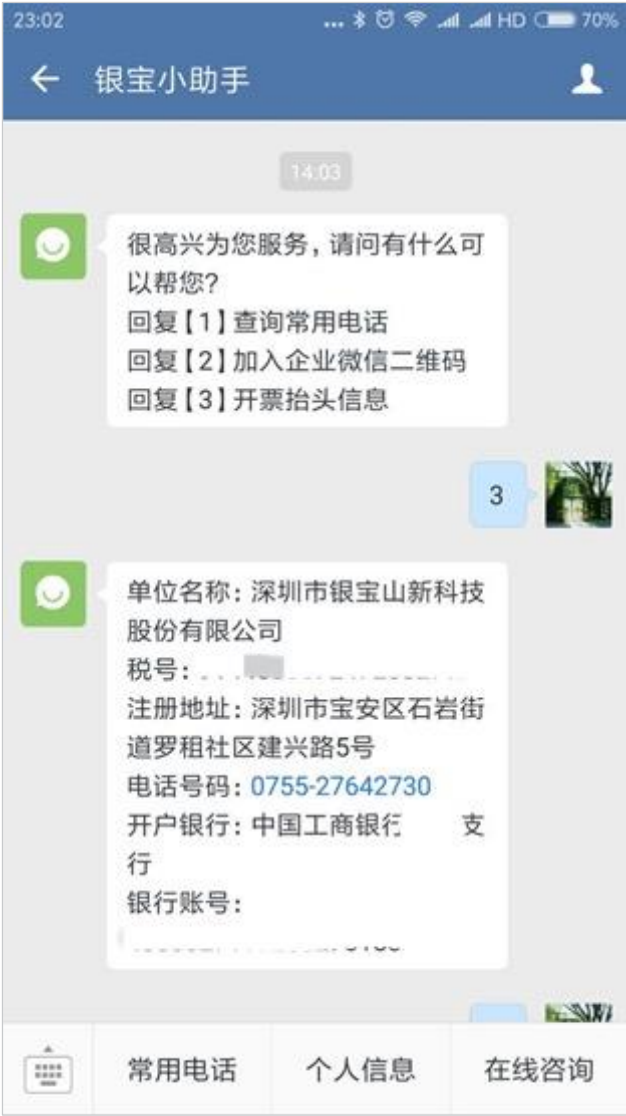 23:02
... HD 70%
银宝小助手
14:03
很高兴为您服务，请问有什么可
以帮您?
回复【1】查询常用电话
回复【2】加入企业微信二维码
回复【3】开票抬头信息
3
单位名称：深圳市银宝山新科技
股份有限公司
税号：
注册地址：深圳市宝安区石岩街
道罗租社区建兴路5号
电话号码：0755-27642730
开户银行：中国工商银行 支
行
银行账号：
常用电话 个人信息 在线咨询